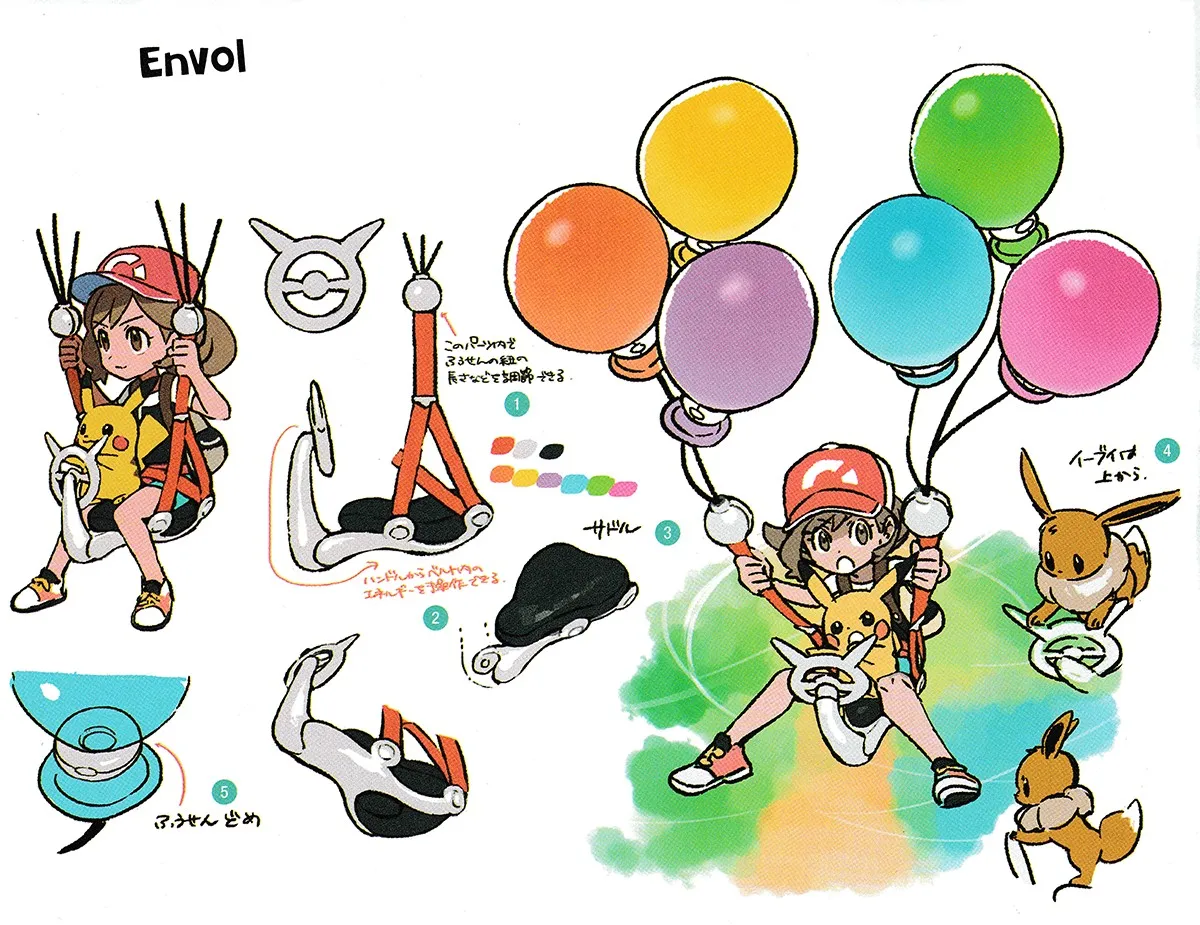 Envol
このパーツ内で
ふうせんの紐の
長さなどを調節できる.
1
ハンドルからベルト内の
エネルギーを操作できる.
2
サドル
3
イーブイは
上から.
4
5
ふうせん どめ